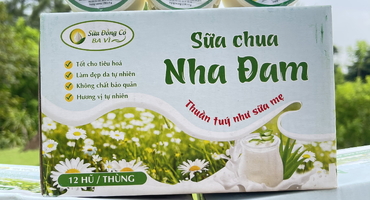 Sữa Đồng Cỏ
BA VÌ
Sữa chua
Nha Đam
✓ Tốt cho tiêu hoá
✓ Làm đẹp da tự nhiên
✓ Không chất bảo quản
✓ Hương vị tự nhiên
Thuần tuý như sữa mẹ
12 HŨ / THÙNG